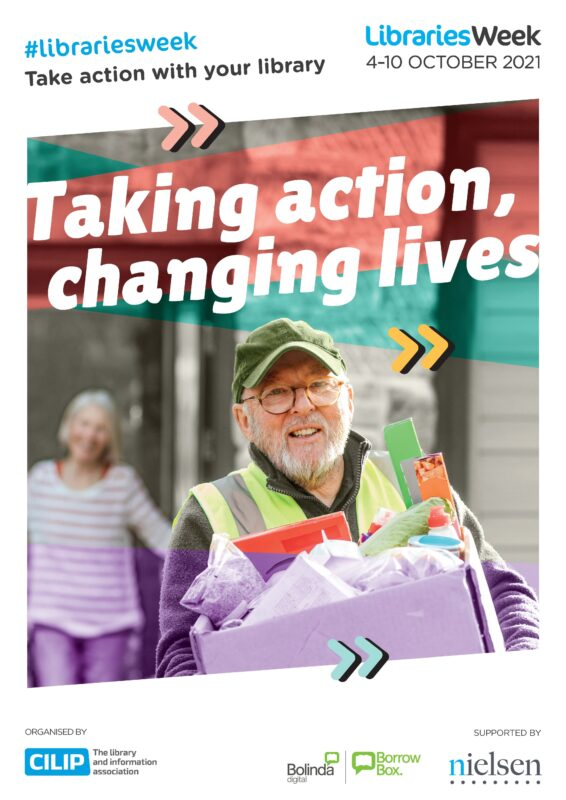 #librariesweek
Take action with your library
LibrariesWeek
4-10 OCTOBER 2021
Taking action,
changing lives
ORGANISED BY
CILIP
The library
and information
association
Bolinda
digital
Borrow
Box.
SUPPORTED BY
nielsen